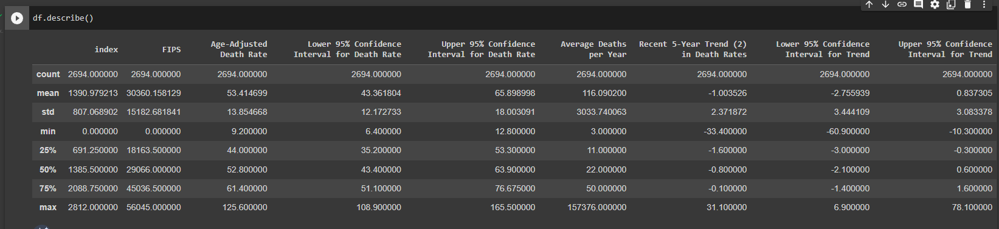 df.describe()
index FIPS Age-Adjusted Death Rate Lower 95% Confidence Interval for Death Rate Upper 95% Confidence Interval for Death Rate Average Deaths per Year Recent 5-Year Trend (2) in Death Rates Lower 95% Confidence Interval for Trend Upper 95% Confidence Interval for Trend
count 2694.000000 2694.000000 2694.000000 2694.000000 2694.000000 2694.000000 2694.000000 2694.000000 2694.000000
mean 1390.979213 30360.158129 53.414699 43.361804 65.898998 116.090200 -1.003526 -2.755939 0.837305
std 807.068902 15182.681841 13.854668 12.172733 18.003091 3033.740063 2.371872 3.444109 3.083378
min 0.000000 0.000000 9.200000 6.400000 12.800000 3.000000 -33.400000 -60.900000 -10.300000
25% 691.250000 18163.500000 44.000000 35.200000 53.300000 11.000000 -1.600000 -3.000000 -0.300000
50% 1385.500000 29066.000000 52.800000 43.400000 63.900000 22.000000 -0.800000 -2.100000 0.600000
75% 2088.750000 45036.500000 61.400000 51.100000 76.675000 50.000000 -0.100000 -1.400000 1.600000
max 2812.000000 56045.000000 125.600000 108.900000 165.500000 157376.000000 31.100000 6.900000 78.100000